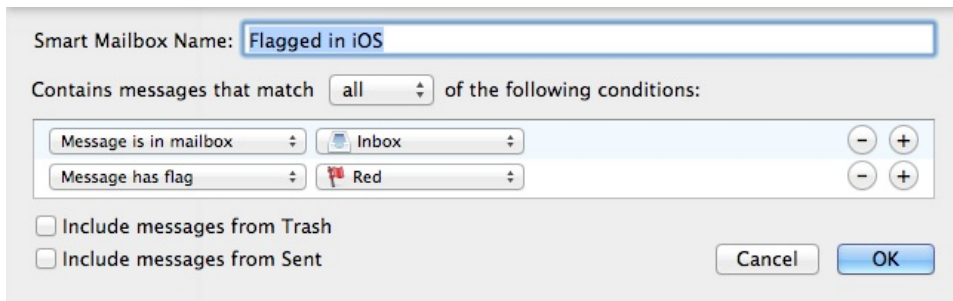 Smart Mailbox Name: Flagged in iOS
Contains messages that match all of the following conditions:
Message is in mailbox Inbox
Message has flag Red
Include messages from Trash
Include messages from Sent
Cancel OK